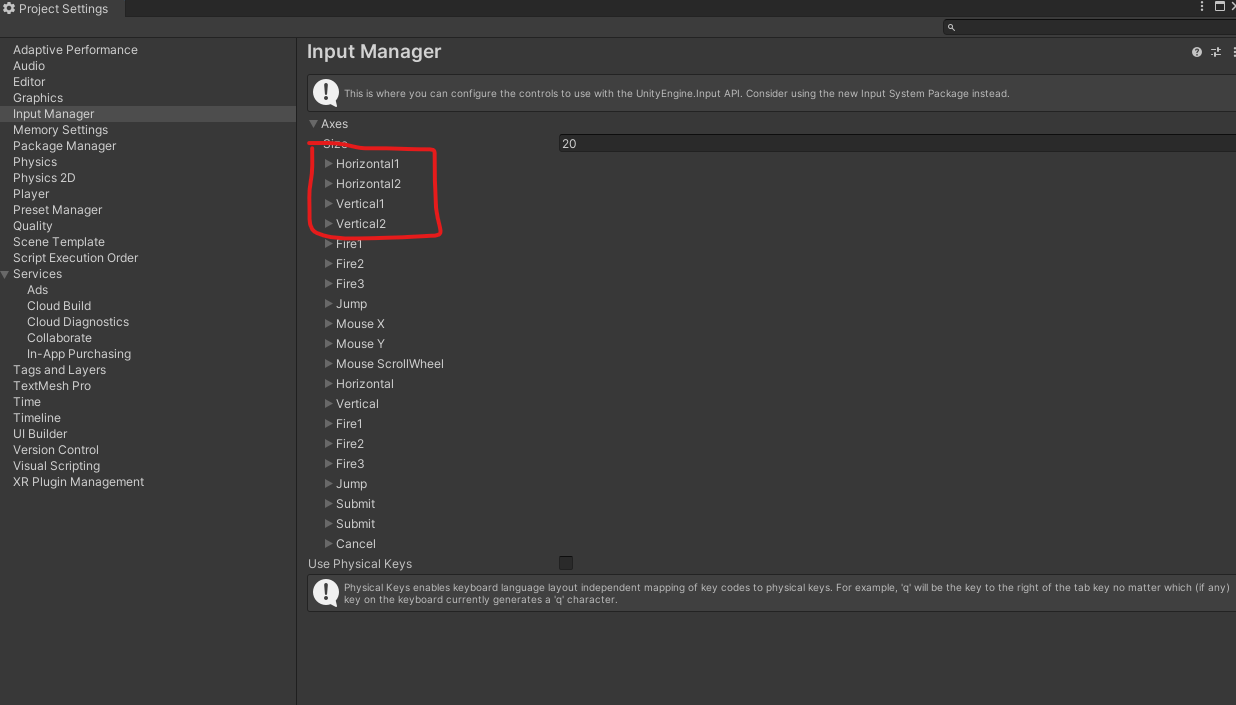 Project Settings
Adaptive Performance
Audio
Editor
Graphics
Input Manager
Memory Settings
Package Manager
Physics
Physics 2D
Player
Preset Manager
Quality
Scene Template
Script Execution Order
Services
Ads
Cloud Build
Cloud Diagnostics
Collaborate
In-App Purchasing
Tags and Layers
TextMesh Pro
Time
Timeline
UI Builder
Version Control
Visual Scripting
XR Plugin Management
Input Manager
This is where you can configure the controls to use with the UnityEngine.Input API. Consider using the new Input System Package instead.
Axes
Size 20
Horizontal1
Horizontal2
Vertical1
Vertical2
Fire1
Fire2
Fire3
Jump
Mouse X
Mouse Y
Mouse ScrollWheel
Horizontal
Vertical
Fire1
Fire2
Fire3
Jump
Submit
Submit
Cancel
Use Physical Keys
Physical Keys enables keyboard language layout independent mapping of key codes to physical keys. For example, 'q' will be the key to the right of the tab key no matter which (if any)
key on the keyboard currently generates a 'q' character.